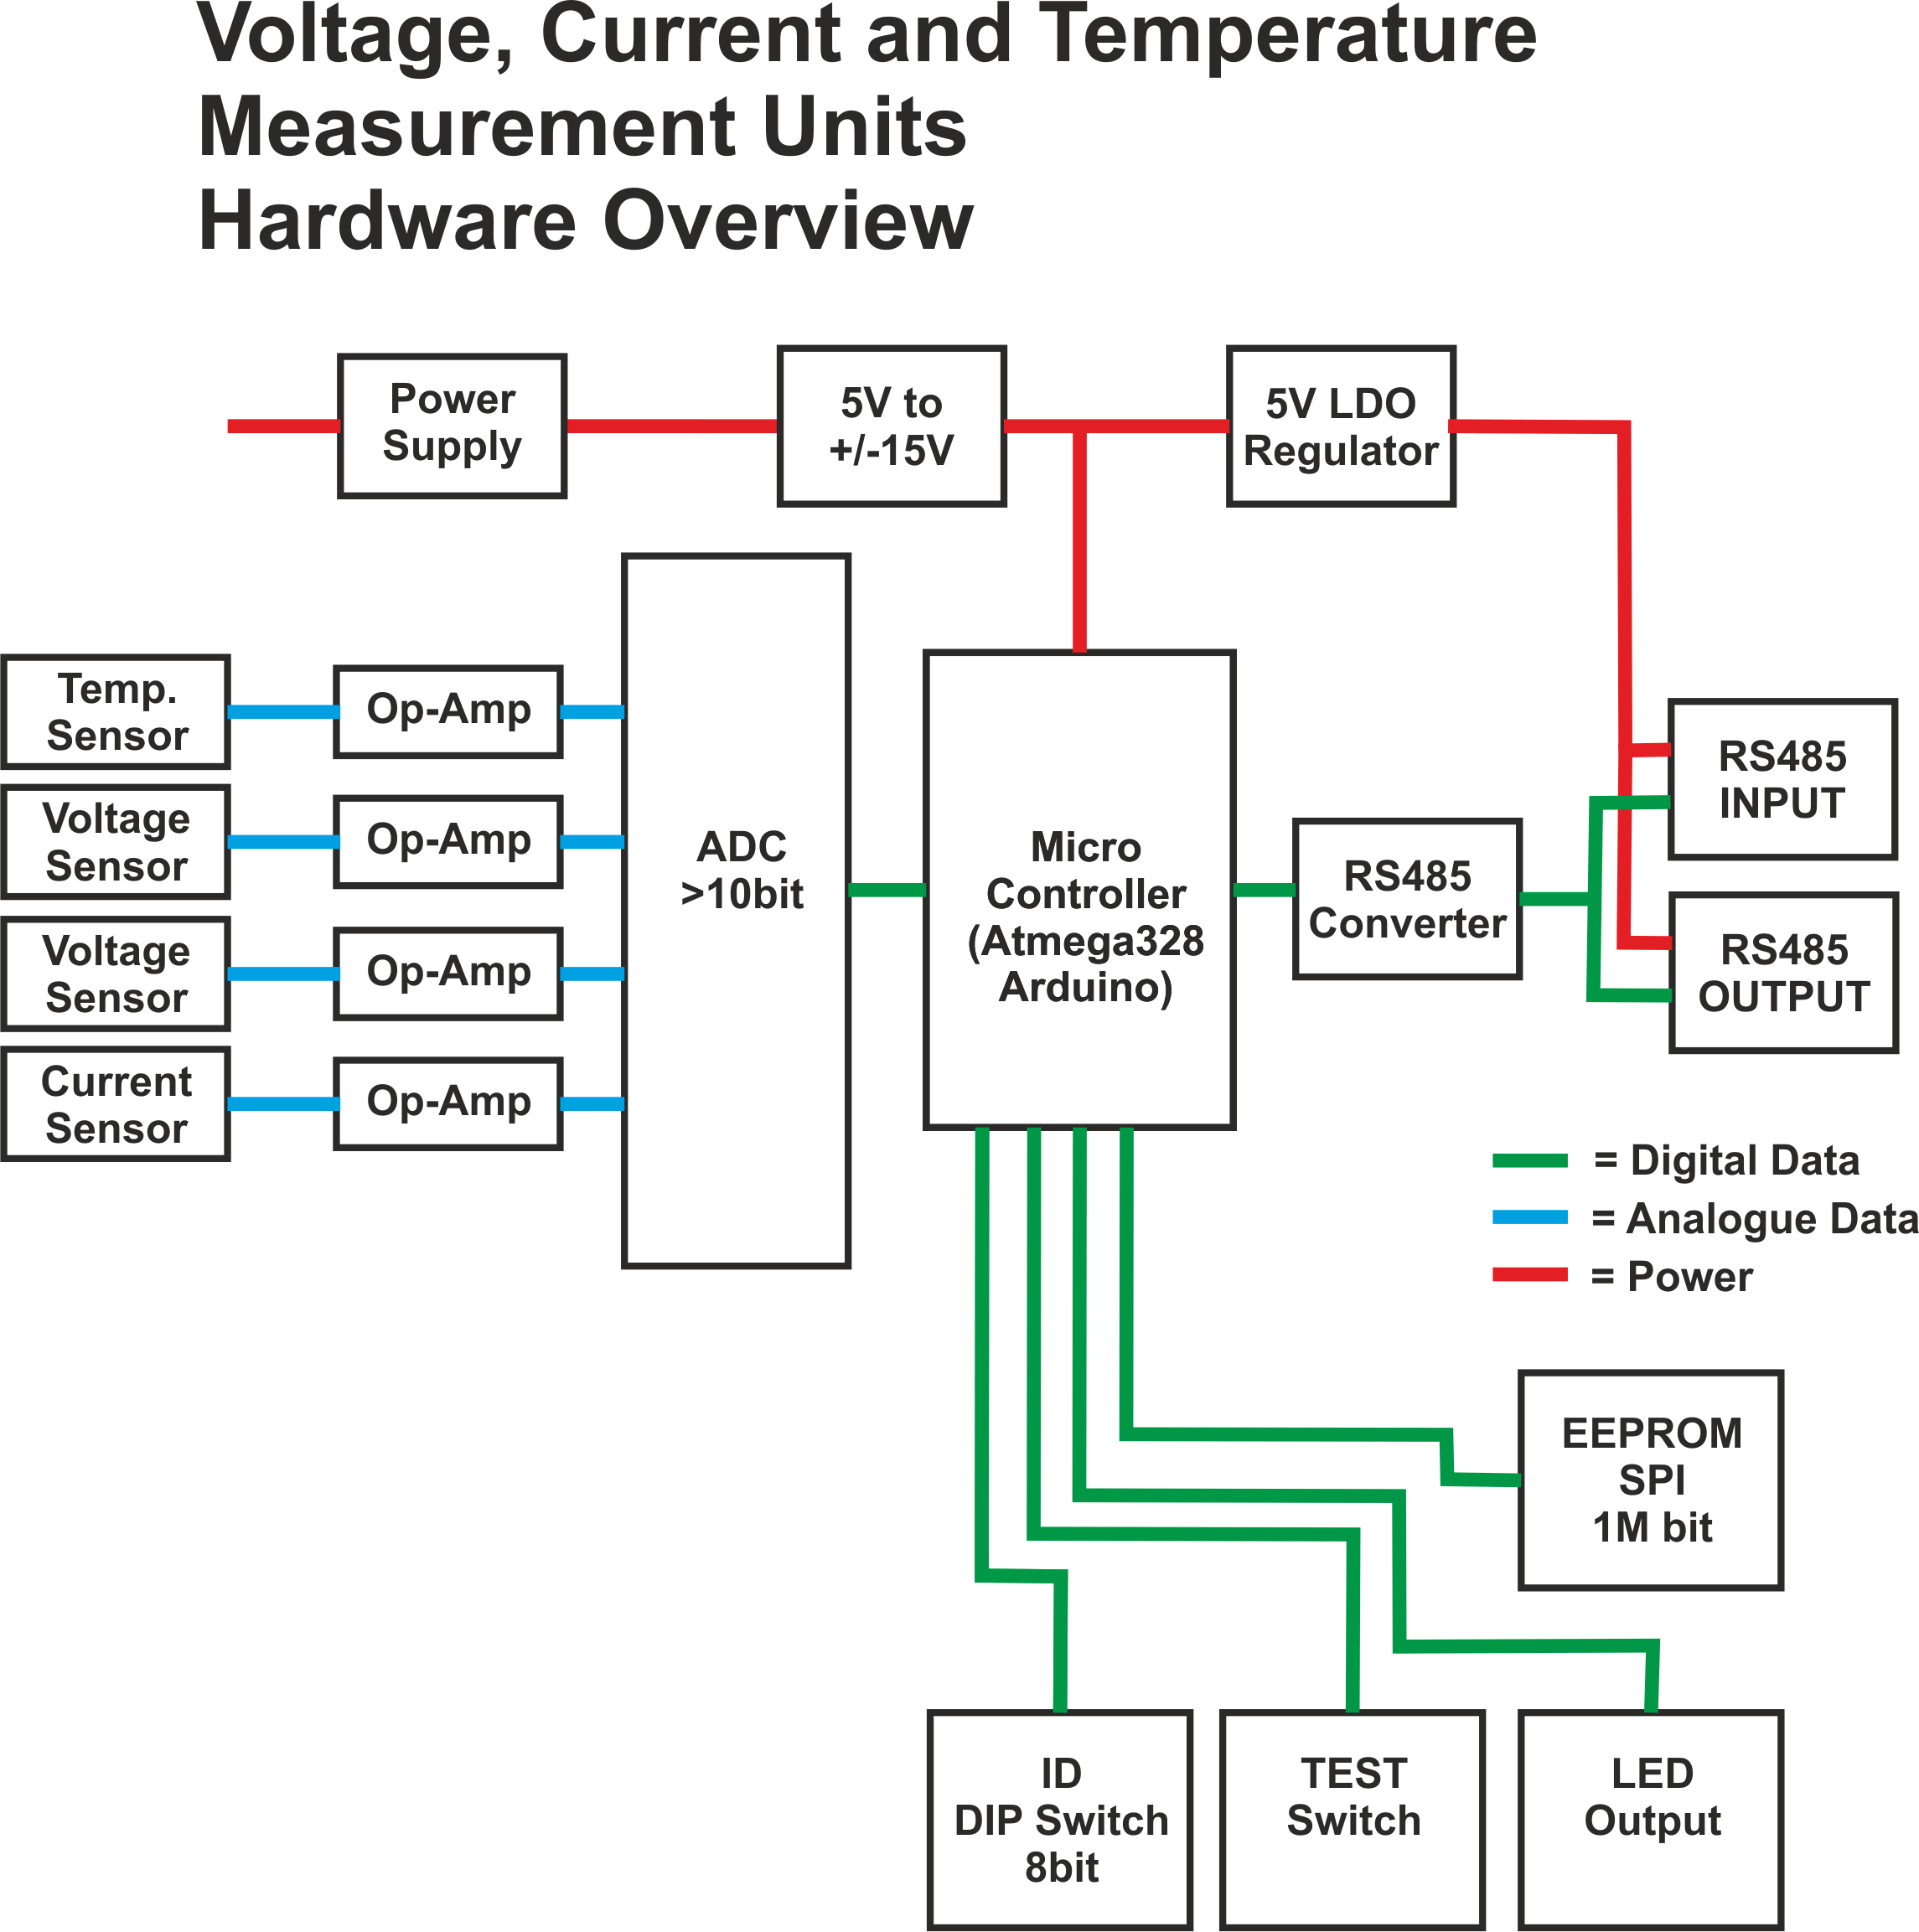 Voltage, Current and Temperature
Measurement Units
Hardware Overview
Power
Supply
5V to
+/-15V
5V LDO
Regulator
Temp.
Sensor
Op-Amp
Voltage
Sensor
Op-Amp
Voltage
Sensor
Op-Amp
Current
Sensor
Op-Amp
ADC
>10bit
Micro
Controller
(Atmega328
Arduino)
RS485
Converter
RS485
INPUT
RS485
OUTPUT
= Digital Data
= Analogue Data
= Power
EEPROM
SPI
1M bit
ID
DIP Switch
8bit
TEST
Switch
LED
Output